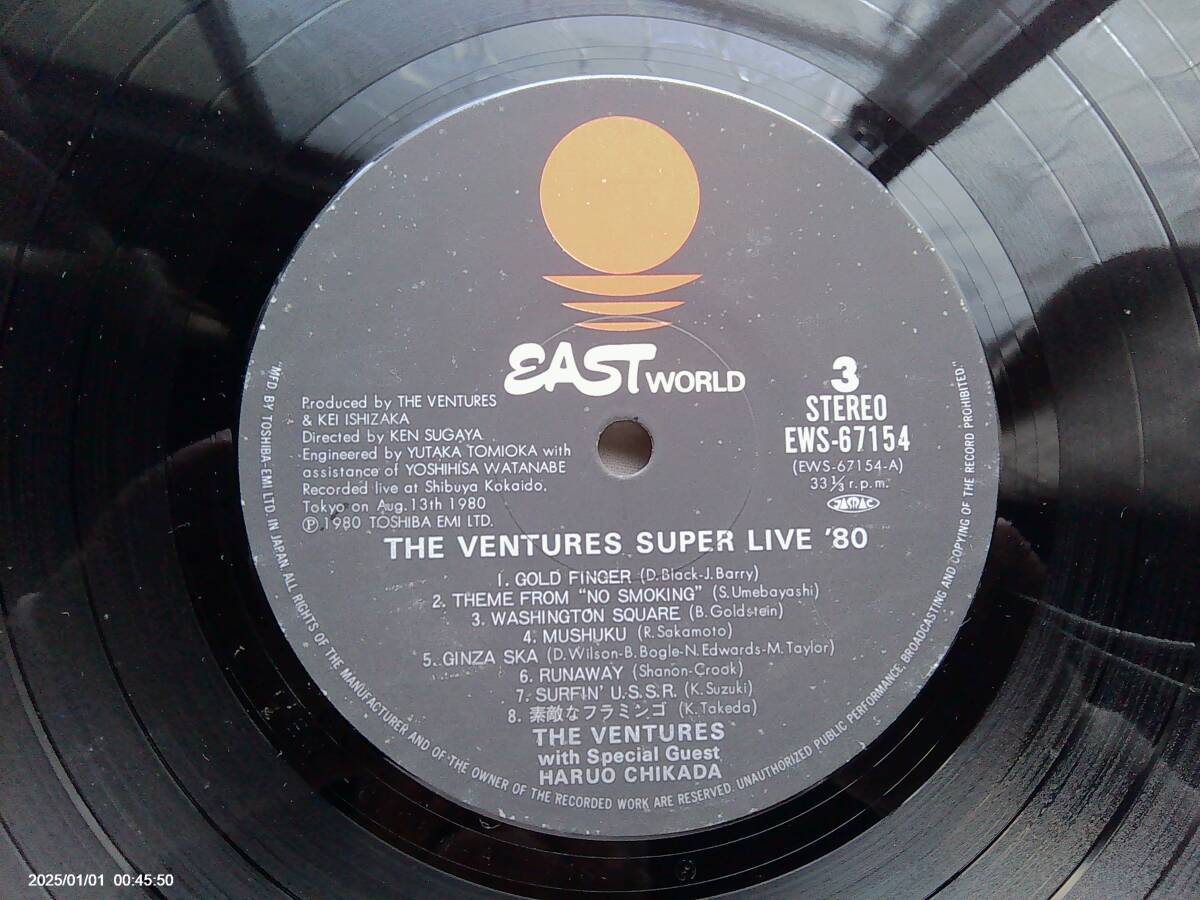 EAST WORLD
Produced by THE VENTURES
& KEI ISHIZAKA
Directed by KEN SUGAYA
Engineered by YUTAKA TOMIOKA with
assistance of YOSHIHISA WATANABE
Recorded live at Shibuya Kokaido.
Tokyo on Aug.13th 1980
Ⓟ1980 TOSHIBA EMI LTD.
3
STEREO
EWS-67154
(EWS-67154-A)
33⅓ r.p.m.
JASRAC
THE VENTURES SUPER LIVE '80
1. GOLD FINGER (D.Black-J.Barry)
2. THEME FROM "NO SMOKING" (S.Umebayashi)
3. WASHINGTON SQUARE (B.Goldstein)
4. MUSHUKU (R.Sakamoto)
5. GINZA SKA (D.Wilson-B.Bogle-N.Edwards-M.Taylor)
6. RUNAWAY (Shanon-Crook)
7. SURFIN' U.S.S.R. (K.Suzuki)
8.素敵なフラミンゴ (K.Takeda)
THE VENTURES
with Special Guest
HARUO CHIKADA
"MFD. BY TOSHIBA-EMI LTD. IN JAPAN. ALL RIGHTS OF THE MANUFACTURER AND OF THE OWNER OF THE RECORDED WORK ARE RESERVED. UNAUTHORIZED PUBLIC PERFORMANCE, BROADCASTING AND COPYING OF THE RECORD PROHIBITED."
2025/01/01 00:45:50